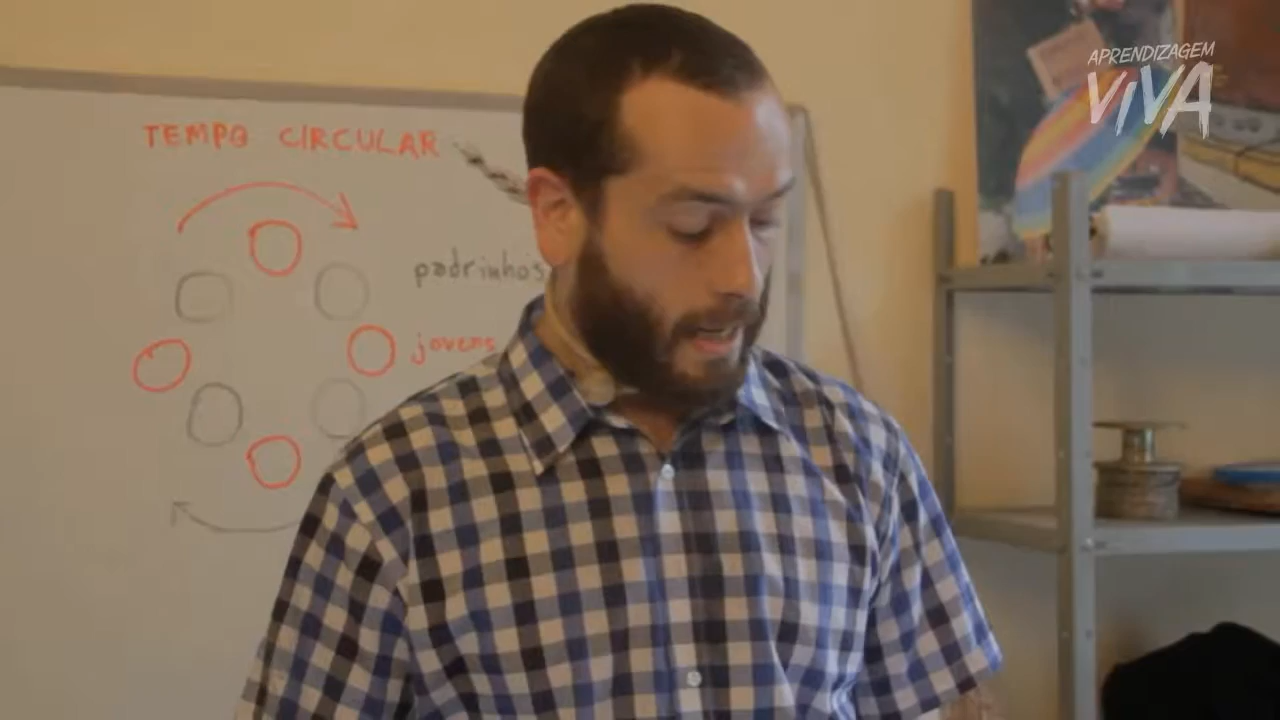 APRENDIZAGEM
VIVA
TEMPO CIRCULAR
padrinhos
jovens